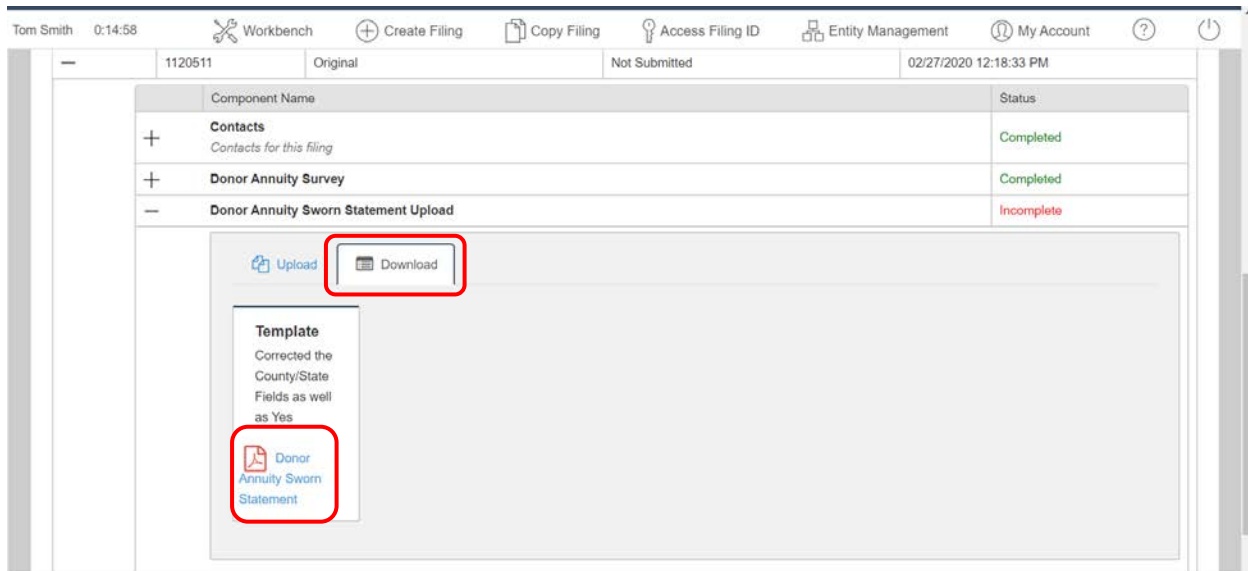 Tom Smith 0:14:58 Workbench Create Filing Copy Filing Access Filing ID Entity Management My Account ?
1120511 Original Not Submitted 02/27/2020 12:18:33 PM
Component Name Status
Contacts
Contacts for this filing
Completed
Donor Annuity Survey Completed
Donor Annuity Sworn Statement Upload Incomplete
Upload Download
Template
Corrected the
County/State
Fields as well
as Yes
Donor
Annuity Sworn
Statement